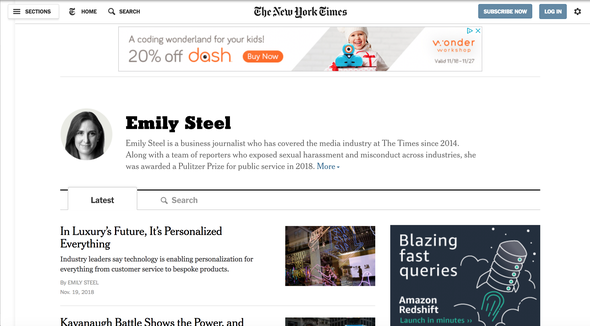 SECTIONS HOME SEARCH The New York Times SUBSCRIBE NOW LOG IN
A coding wonderland for your kids!
20% off dash Buy Now
wonder
workshop
Valid 11/16 - 11/27
Emily Steel
Emily Steel is a business journalist who has covered the media industry at The Times since 2014.
Along with a team of reporters who exposed sexual harassment and misconduct across industries, she
was awarded a Pulitzer Prize for public service in 2018. More
Latest Search
In Luxury's Future, It's Personalized
Everything
Industry leaders say technology is enabling personalization for
everything from customer service to bespoke products.
By EMILY STEEL
Nov. 19, 2018
Kavanaugh Battle Shows the Power, and
Blazing
fast
queries
Amazon
Redshift
Launch in minutes >>